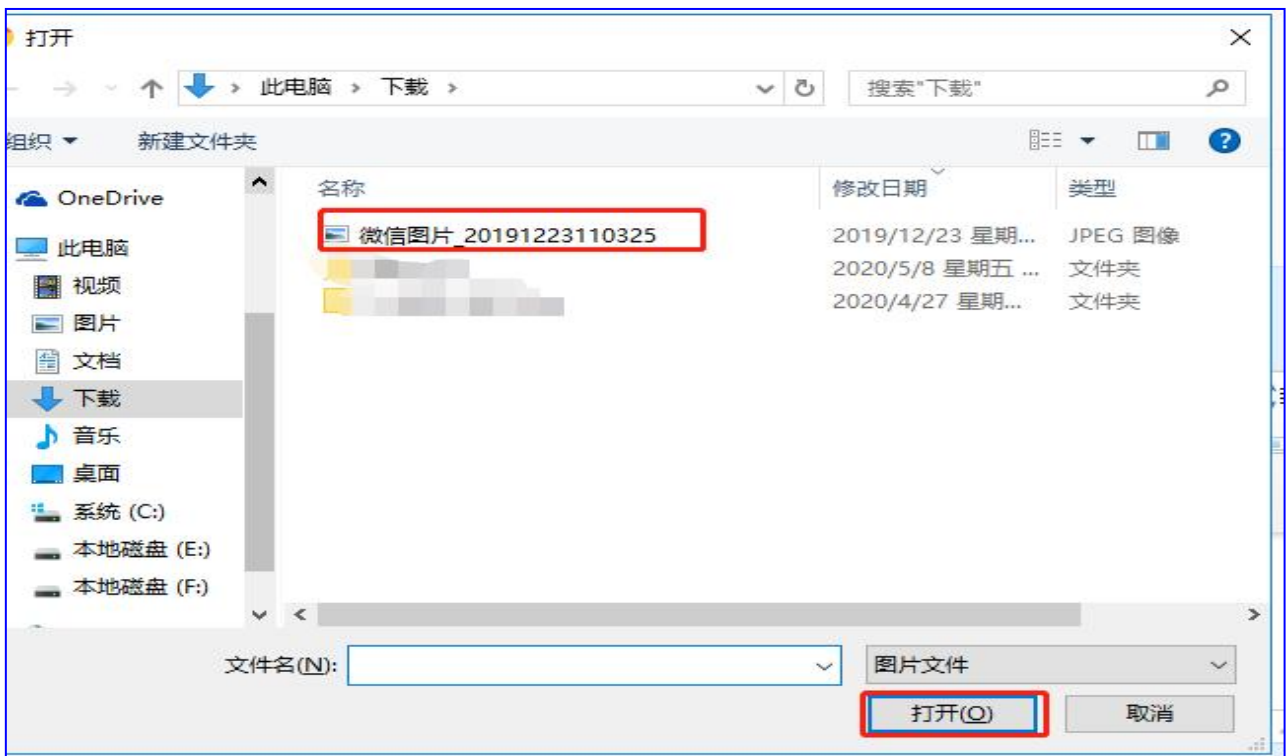 打开
此电脑 > 下载 >
搜索"下载"
组织
新建文件夹
OneDrive
此电脑
视频
图片
文档
下载
音乐
桌面
系统 (C:)
本地磁盘 (E:)
本地磁盘 (F:)
名称 修改日期 类型
微信图片_20191223110325 2019/12/23 星期... JPEG 图像
2020/5/8 星期五 ... 文件夹
2020/4/27 星期... 文件夹
文件名(N):
图片文件
打开(O)
取消